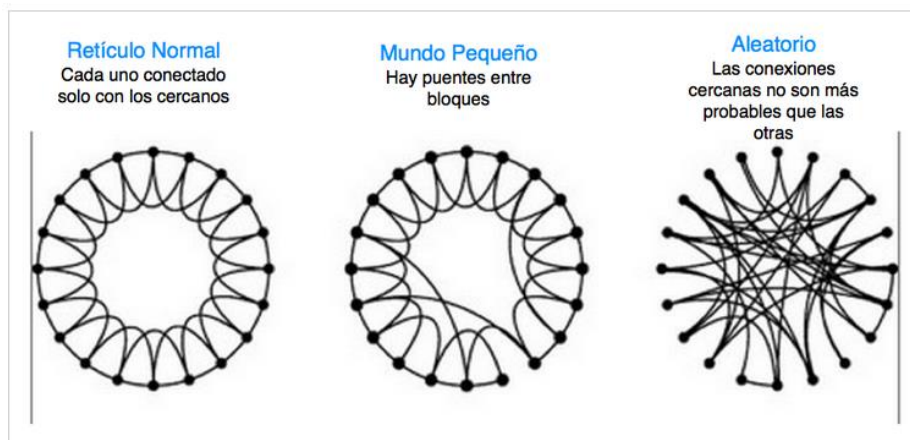 Retículo Normal
Cada uno conectado
solo con los cercanos
Mundo Pequeño
Hay puentes entre
bloques
Aleatorio
Las conexiones
cercanas no son más
probables que las
otras